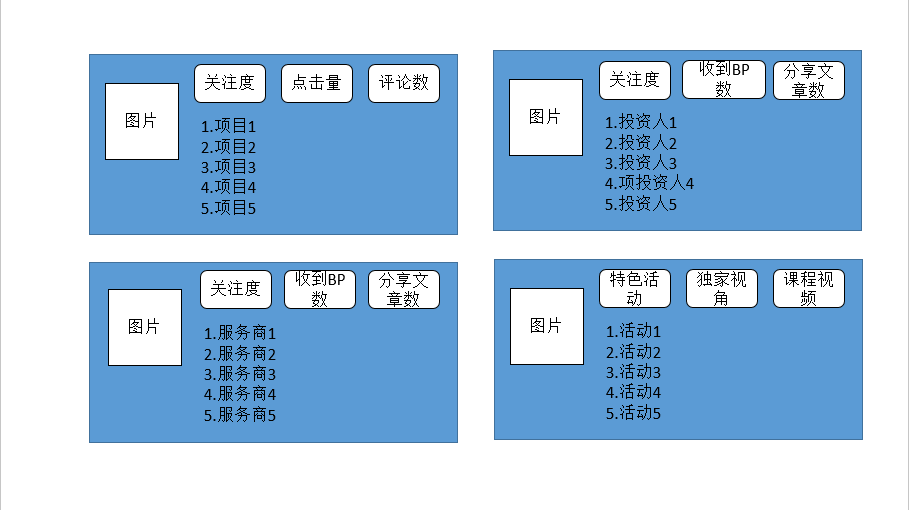 关注度
点击量
评论数
图片
1.项目1
2.项目2
3.项目3
4.项目4
5.项目5
关注度
收到BP
数
分享文
章数
图片
1.投资人1
2.投资人2
3.投资人3
4.项投资人4
5.投资人5
关注度
收到BP
数
分享文
章数
图片
1.服务商1
2.服务商2
3.服务商3
4.服务商4
5.服务商5
特色活
动
独家视
角
课程视
频
图片
1.活动1
2.活动2
3.活动3
4.活动4
5.活动5